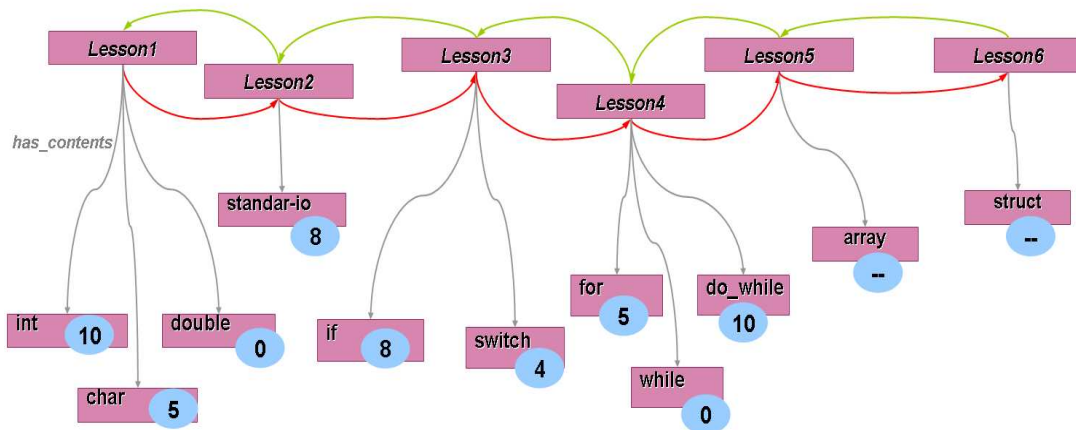 Lesson1
Lesson2
Lesson3
Lesson4
Lesson5
Lesson6
has_contents
standar-io
8
struct
--
array
--
for
5
do_while
10
int
10
double
0
if
8
switch
4
while
0
char
5